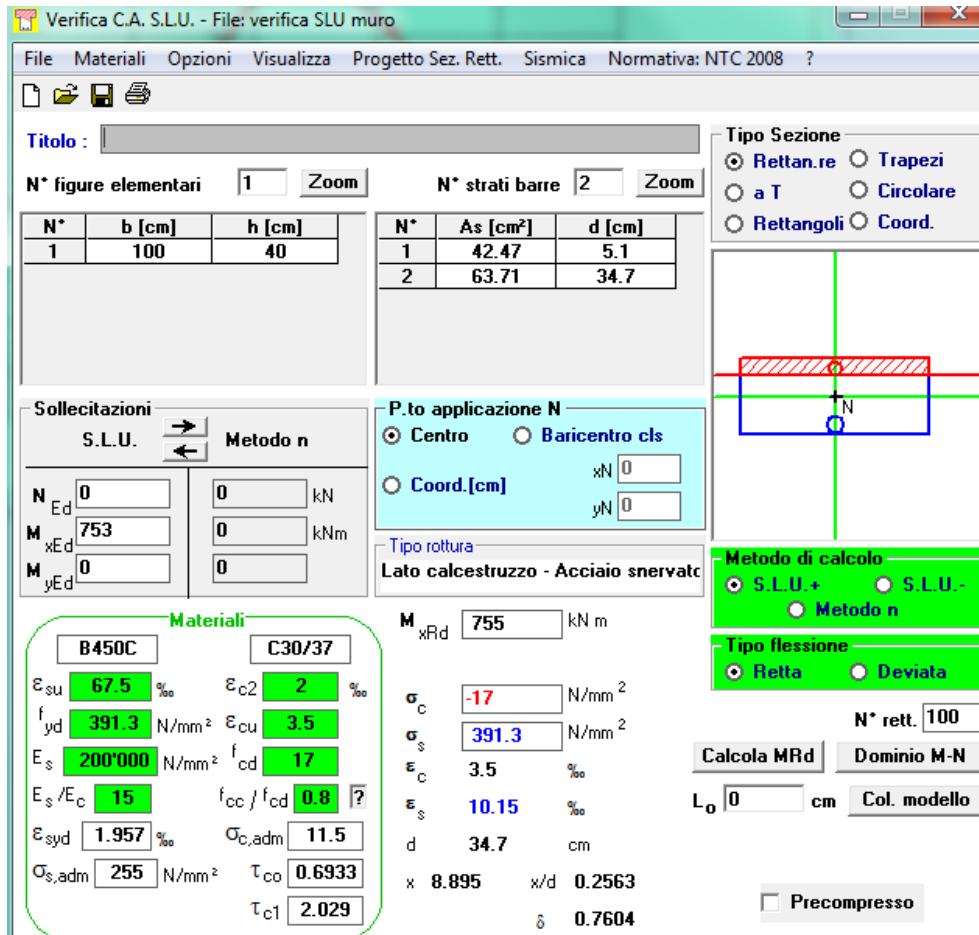 Verifica C.A. S.L.U. - File: verifica SLU muro
File Materiali Opzioni Visualizza Progetto Sez. Rett. Sismica Normativa: NTC 2008 ?
Titolo :
N° figure elementari 1 Zoom
N° strati barre 2 Zoom
N° b [cm] h [cm]
1 100 40
N° As [cm²] d [cm]
1 42.47 5.1
2 63.71 34.7
Tipo Sezione
Rettan.re Trapezi
a T Circolare
Rettangoli Coord.
N
Sollecitazioni
S.L.U. Metodo n
N Ed 0 0 kN
M xEd 753 0 kNm
M yEd 0 0
P.to applicazione N
Centro Baricentro cls
Coord.[cm] xN 0
yN 0
Tipo rottura
Lato calcestruzzo - Acciaio snervato
Metodo di calcolo
S.L.U.+ S.L.U.-
Metodo n
Tipo flessione
Retta Deviata
Materiali
B450C C30/37
εsu 67.5 ‰ εc2 2 ‰
fyd 391.3 N/mm² εcu 3.5
Es 200'000 N/mm² fcd 17
Es/Ec 15 fcc / fcd 0.8 ?
εsyd 1.957 ‰ σc,adm 11.5
σs,adm 255 N/mm² τco 0.6933
τc1 2.029
M xRd 755 kN m
σc -17 N/mm²
σs 391.3 N/mm²
εc 3.5 ‰
εs 10.15 ‰
d 34.7 cm
x 8.895 x/d 0.2563
δ 0.7604
N° rett. 100
Calcola MRd Dominio M-N
Lo 0 cm Col. modello
Precompresso